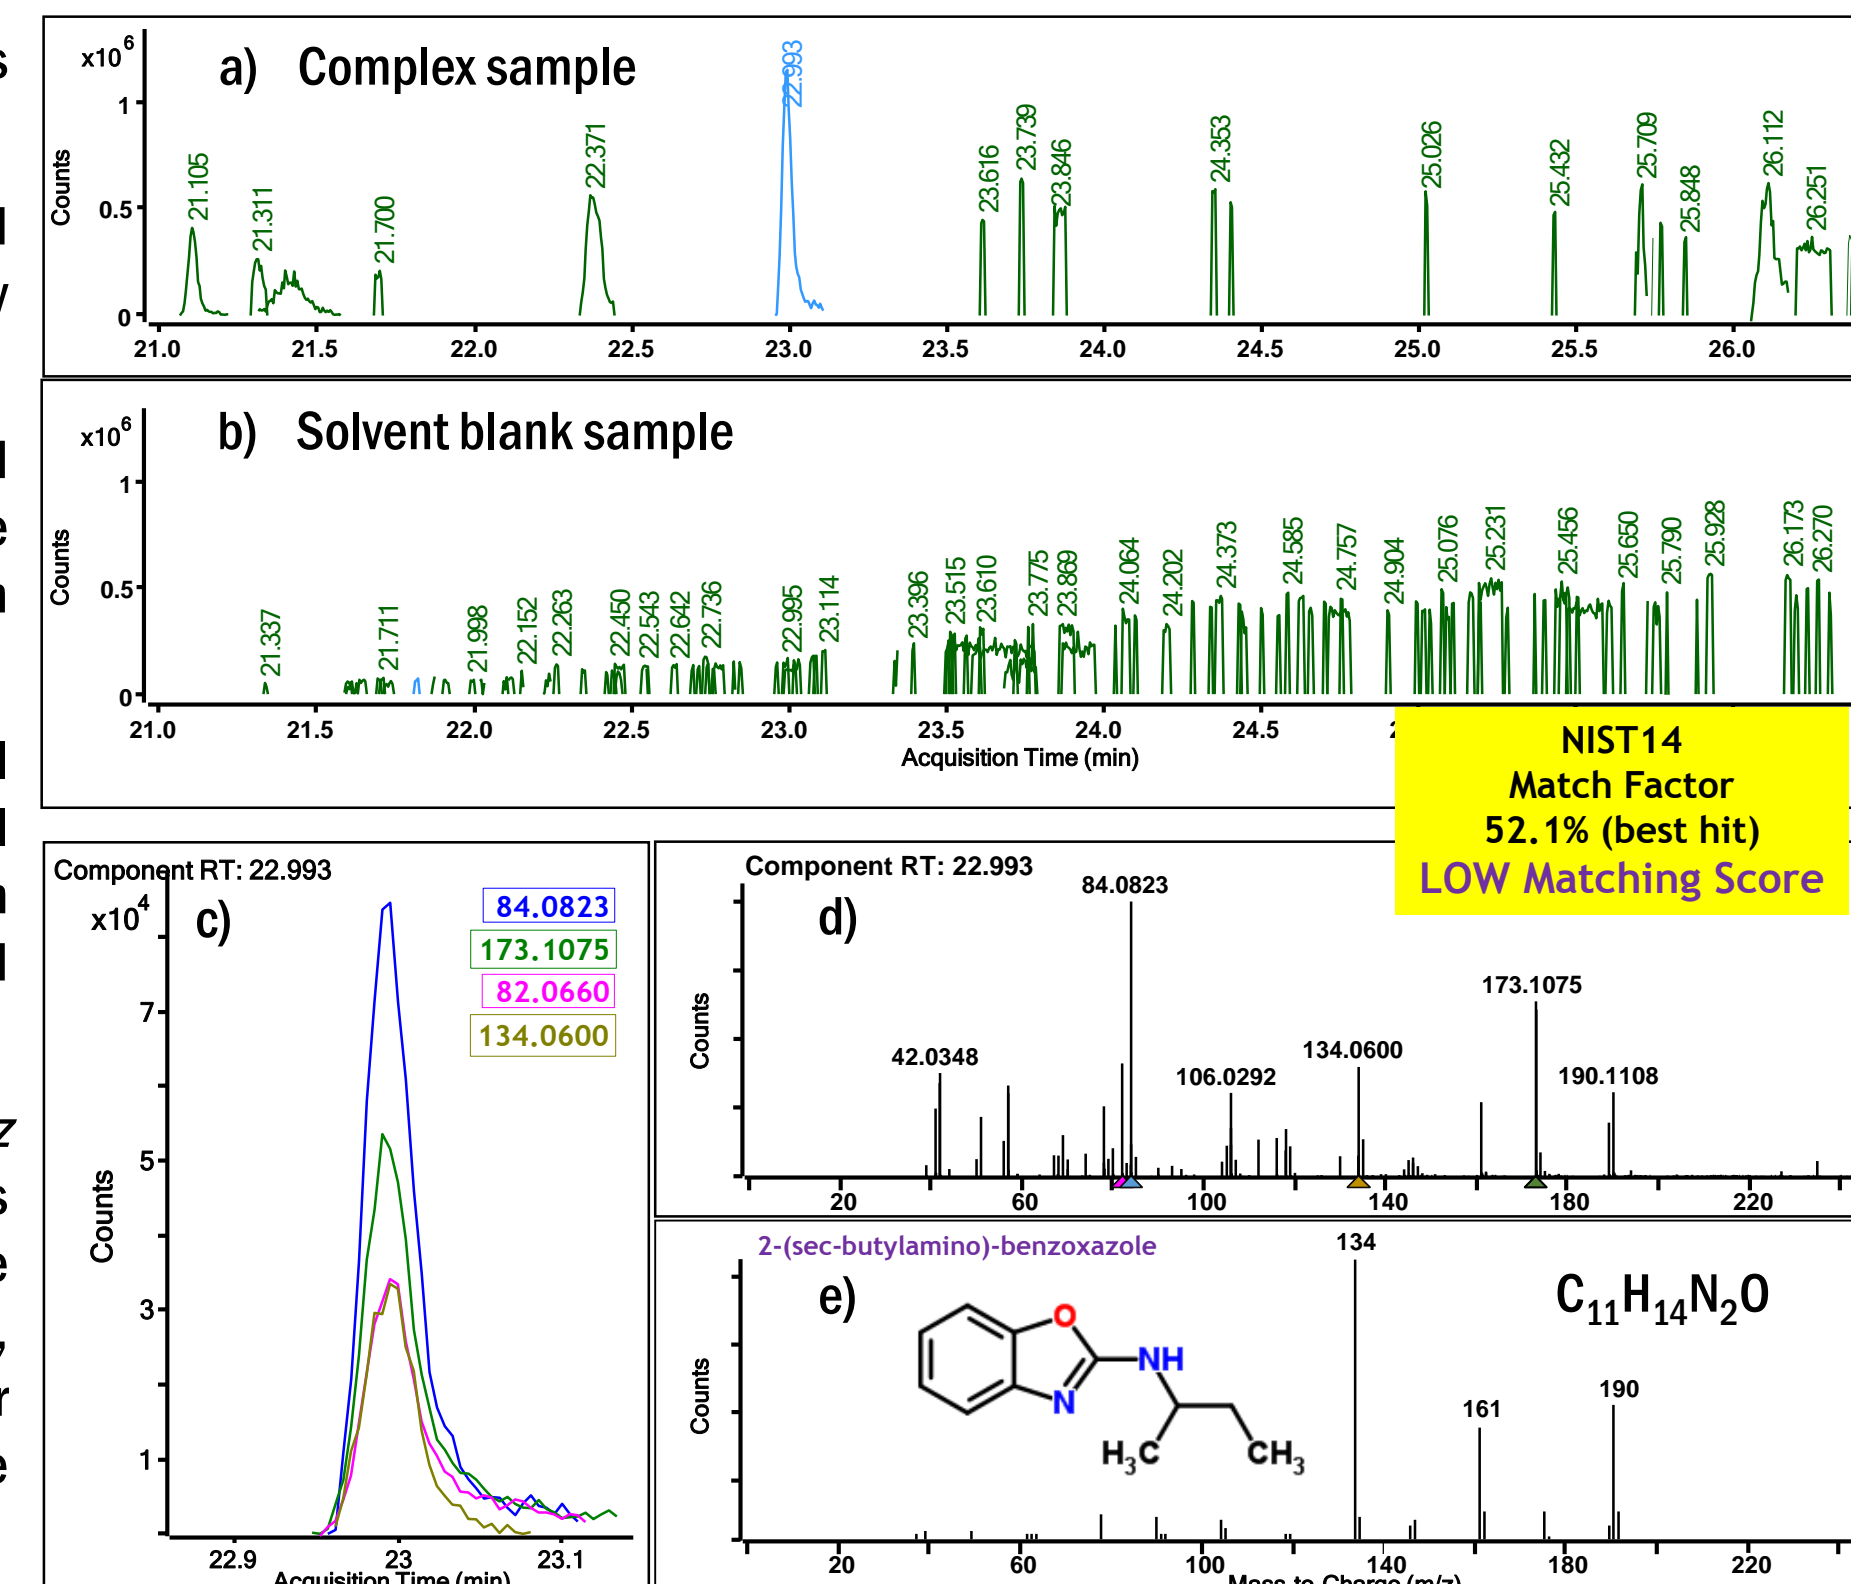 x10^6
a) Complex sample
Counts
1
0.5
0
21.105
21.311
21.700
22.371
22.993
23.616
23.739
23.846
24.353
25.026
25.432
25.709
25.848
26.112
26.251
21.0 21.5 22.0 22.5 23.0 23.5 24.0 24.5 25.0 25.5 26.0
x10^6
b) Solvent blank sample
Counts
1
0.5
0
21.337
21.711
21.998
22.152
22.263
22.450
22.543
22.642
22.736
22.995
23.114
23.396
23.515
23.610
23.775
23.869
24.064
24.202
24.373
24.585
24.757
24.904
25.076
25.231
25.456
25.650
25.790
25.928
26.173
26.270
21.0 21.5 22.0 22.5 23.0 23.5 24.0 24.5
Acquisition Time (min)
NIST14
Match Factor
52.1% (best hit)
LOW Matching Score
Component RT: 22.993
x10^4
c)
84.0823
173.1075
82.0660
134.0600
Counts
7
5
3
1
22.9 23 23.1
Acquisition Time (min)
Component RT: 22.993
d)
Counts
84.0823
173.1075
42.0348
134.0600
106.0292
190.1108
20 60 100 140 180 220
2-(sec-butylamino)-benzoxazole
e)
Counts
134
C11H14N2O
O
NH
N
H3C
CH3
190
161
20 60 100 140 180 220
Mass-to-Charge (m/z)